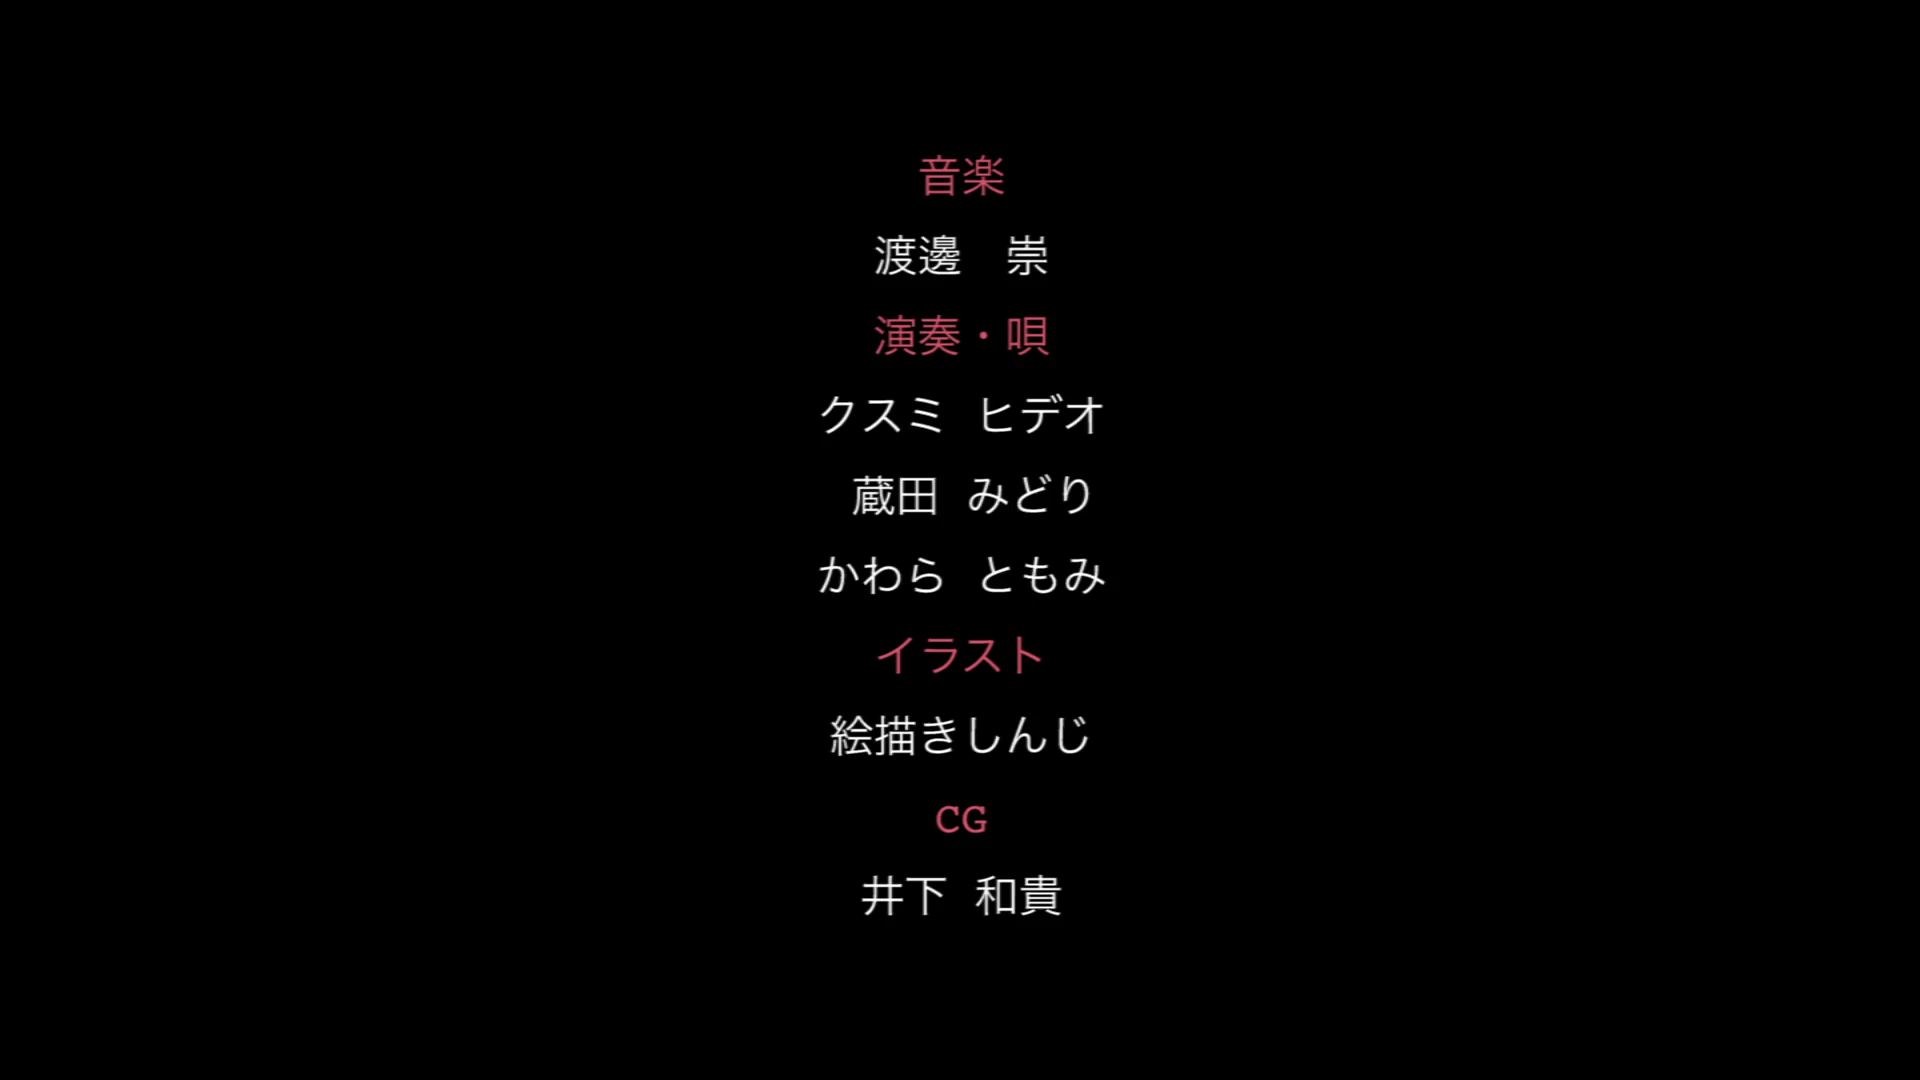 音楽
渡邊　崇
演奏・唄
クスミ ヒデオ
蔵田 みどり
かわら ともみ
イラスト
絵描きしんじ
CG
井下 和貴